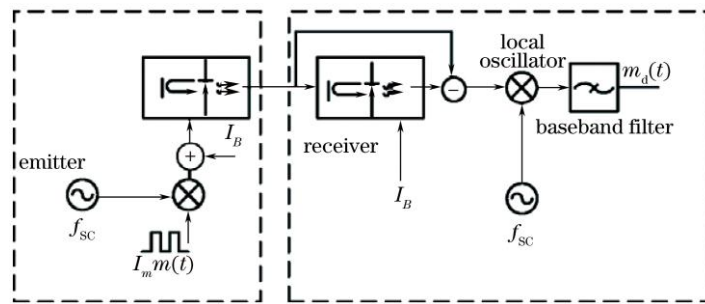 local
oscillator
m_d(t)
baseband filter
receiver
I_B
emitter
+
−
I_B
f_SC
f_SC
I_m m(t)